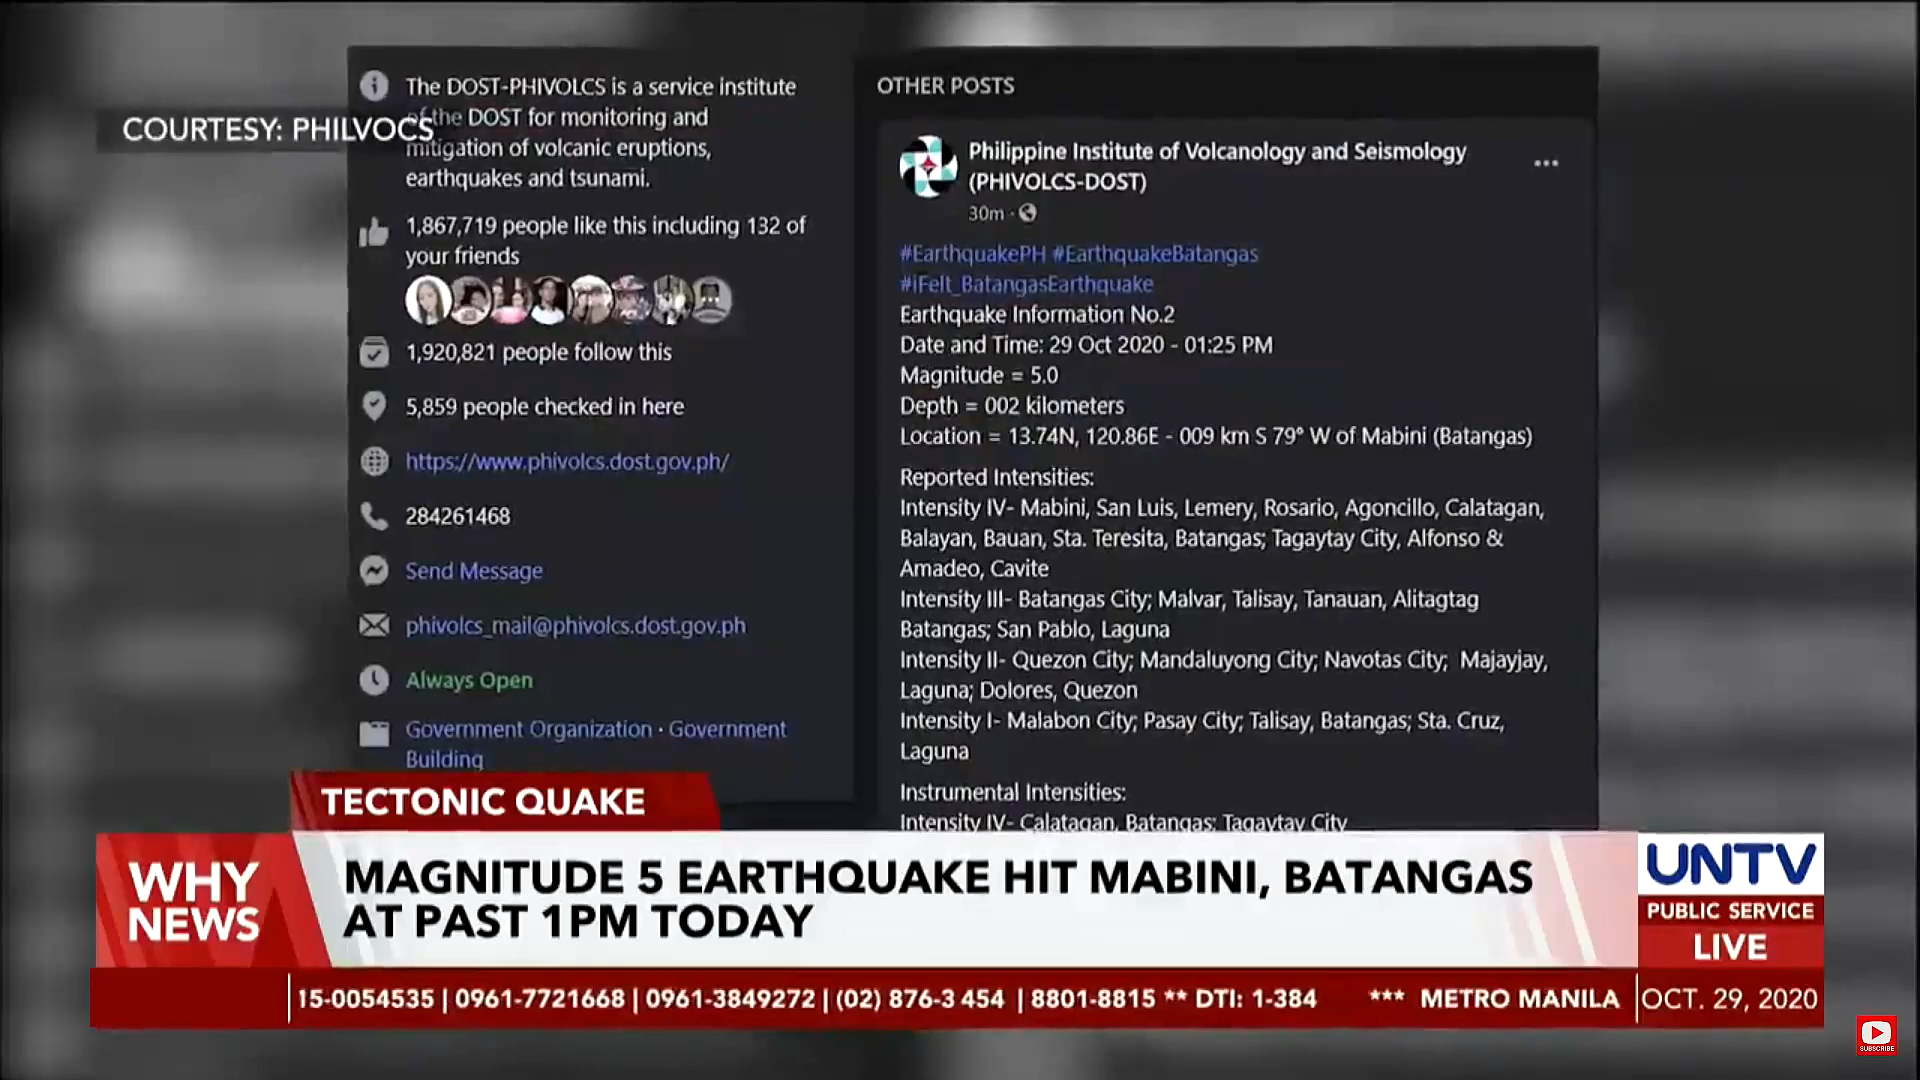 The DOST-PHIVOLCS is a service institute
of the DOST for monitoring and
mitigation of volcanic eruptions,
earthquakes and tsunami.
COURTESY: PHILVOCS
1,867,719 people like this including 132 of
your friends
1,920,821 people follow this
5,859 people checked in here
https://www.phivolcs.dost.gov.ph/
284261468
Send Message
phivolcs_mail@phivolcs.dost.gov.ph
Always Open
Government Organization · Government
Building
OTHER POSTS
Philippine Institute of Volcanology and Seismology
(PHIVOLCS-DOST)
30m ·
#EarthquakePH #EarthquakeBatangas
#iFelt_BatangasEarthquake
Earthquake Information No.2
Date and Time: 29 Oct 2020 - 01:25 PM
Magnitude = 5.0
Depth = 002 kilometers
Location = 13.74N, 120.86E - 009 km S 79° W of Mabini (Batangas)
Reported Intensities:
Intensity IV- Mabini, San Luis, Lemery, Rosario, Agoncillo, Calatagan,
Balayan, Bauan, Sta. Teresita, Batangas; Tagaytay City, Alfonso &
Amadeo, Cavite
Intensity III- Batangas City; Malvar, Talisay, Tanauan, Alitagtag
Batangas; San Pablo, Laguna
Intensity II- Quezon City; Mandaluyong City; Navotas City; Majayjay,
Laguna; Dolores, Quezon
Intensity I- Malabon City; Pasay City; Talisay, Batangas; Sta. Cruz,
Laguna
Instrumental Intensities:
Intensity IV- Calatagan, Batangas; Tagaytay City
TECTONIC QUAKE
WHY
NEWS
MAGNITUDE 5 EARTHQUAKE HIT MABINI, BATANGAS
AT PAST 1PM TODAY
UNTV
PUBLIC SERVICE
LIVE
15-0054535 | 0961-7721668 | 0961-3849272 | (02) 876-3 454 | 8801-8815 ** DTI: 1-384 *** METRO MANILA
OCT. 29, 2020
SUBSCRIBE